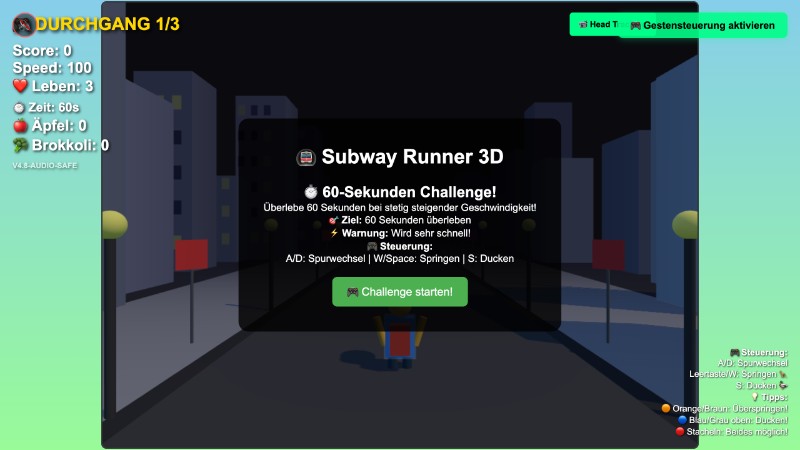 DURCHGANG 1/3
Score: 0
Speed: 100
❤️ Leben: 3
⏱️ Zeit: 60s
🍎 Äpfel: 0
🥦 Brokkoli: 0
V4.8-AUDIO-SAFE
📹 Head
🎮 Gestensteuerung aktivieren
🚇 Subway Runner 3D
⏱️ 60-Sekunden Challenge!
Überlebe 60 Sekunden bei stetig steigender Geschwindigkeit!
🎯 Ziel: 60 Sekunden überleben
⚡ Warnung: Wird sehr schnell!
🎮 Steuerung:
A/D: Spurwechsel | W/Space: Springen | S: Ducken
🎮 Challenge starten!
🎮 Steuerung:
A/D: Spurwechsel
Leertaste/W: Springen
S: Ducken
💡 Tipps:
🟠 Orange/Braun: Überspringen!
🔵 Blau/Grau oben: Ducken!
🔴 Stacheln: Beides möglich!